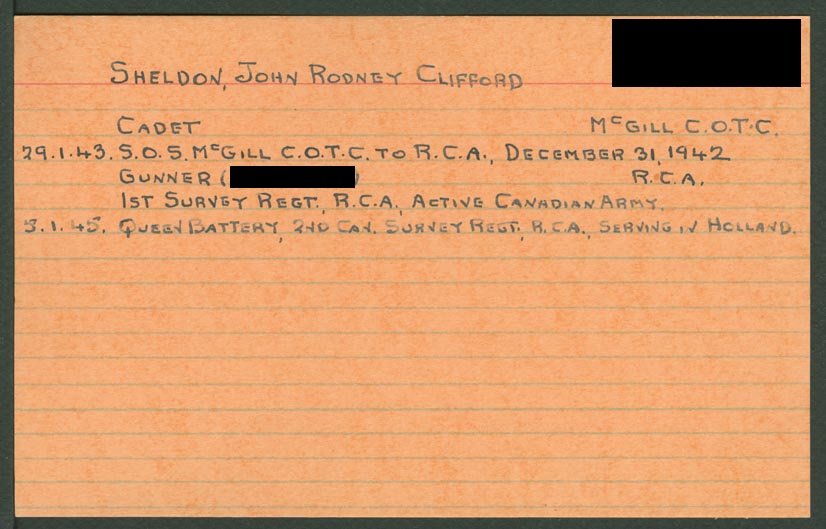 SHELDON, JOHN RODNEY CLIFFORD
CADET McGILL C.O.T.C.
29.1.43. S.O.S. McGILL C.O.T.C. TO R.C.A., DECEMBER 31, 1942
GUNNER ( ) R.C.A.
1ST SURVEY REGT., R.C.A., ACTIVE CANADIAN ARMY.
3.1.45. QUEEN BATTERY, 2ND CAN. SURVEY REGT., R.C.A., SERVING IN HOLLAND.